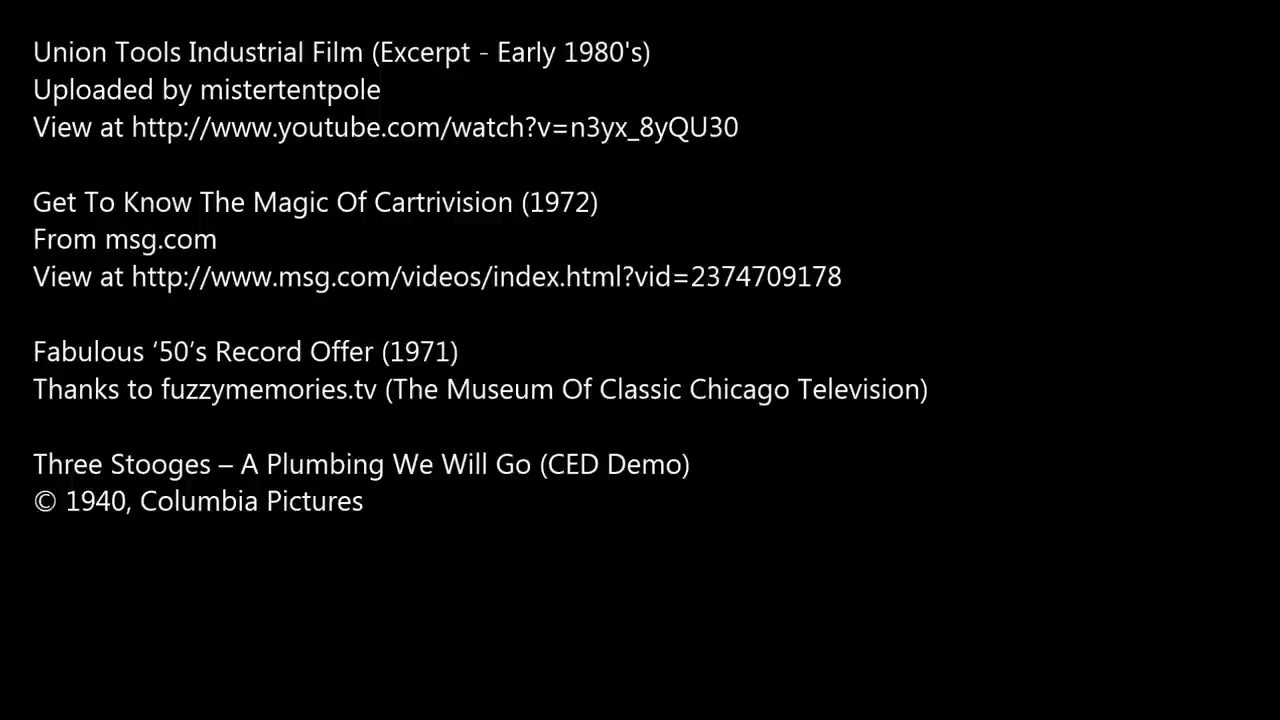 Union Tools Industrial Film (Excerpt - Early 1980's)
Uploaded by mistertentpole
View at http://www.youtube.com/watch?v=n3yx_8yQU30
Get To Know The Magic Of Cartrivision (1972)
From msg.com
View at http://www.msg.com/videos/index.html?vid=2374709178
Fabulous ‘50’s Record Offer (1971)
Thanks to fuzzymemories.tv (The Museum Of Classic Chicago Television)
Three Stooges – A Plumbing We Will Go (CED Demo)
© 1940, Columbia Pictures